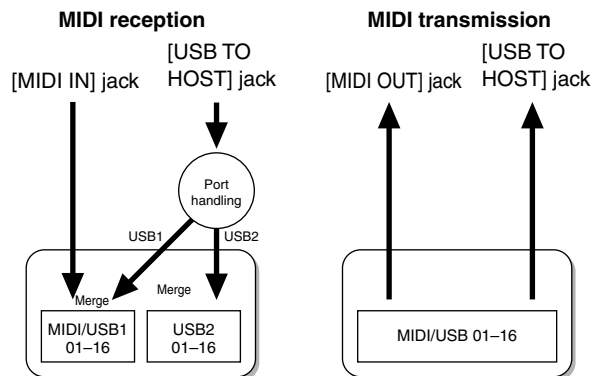 MIDI reception
[MIDI IN] jack
[USB TO
HOST] jack
Port
handling
USB1
USB2
Merge
Merge
MIDI/USB1
01–16
USB2
01–16
MIDI transmission
[MIDI OUT] jack
[USB TO
HOST] jack
MIDI/USB 01–16